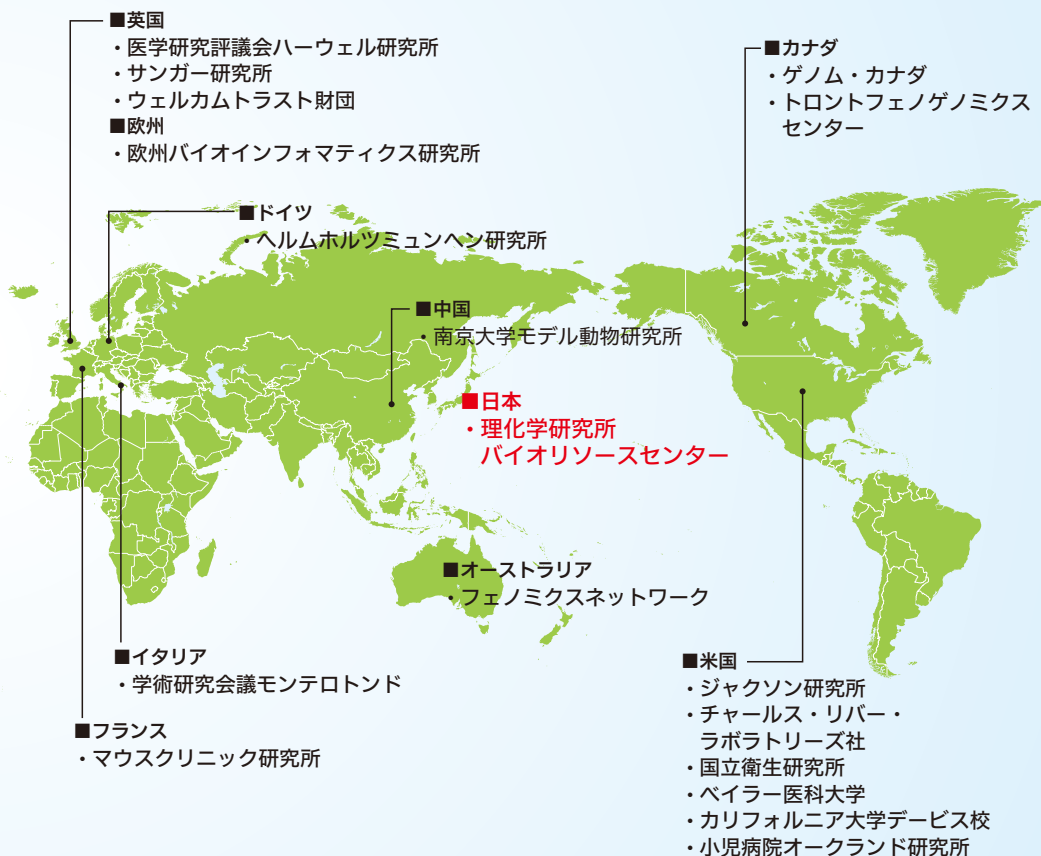 ■英国
・医学研究評議会ハーウェル研究所
・サンガー研究所
・ウェルカムトラスト財団
■欧州
・欧州バイオインフォマティクス研究所
■カナダ
・ゲノム・カナダ
・トロントフェノゲノミクス
センター
■ドイツ
・ヘルムホルツミュンヘン研究所
■中国
・南京大学モデル動物研究所
■日本
・理化学研究所
バイオリソースセンター
■オーストラリア
・フェノミクスネットワーク
■イタリア
・学術研究会議モンテロトンド
■フランス
・マウスクリニック研究所
■米国
・ジャクソン研究所
・チャールス・リバー・
ラボラトリーズ社
・国立衛生研究所
・ベイラー医科大学
・カリフォルニア大学デービス校
・小児病院オークランド研究所